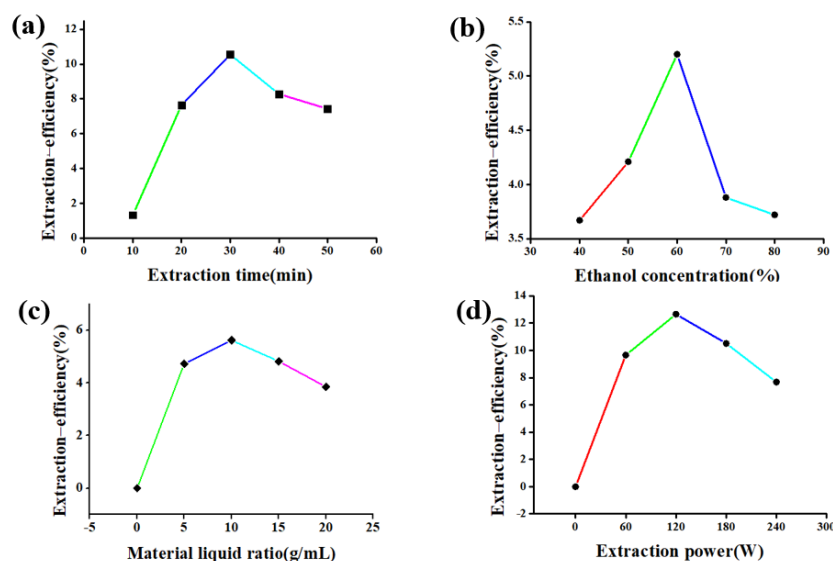 (a)
12
10
8
6
4
2
0
0 10 20 30 40 50 60
Extraction–efficiency(%)
Extraction time(min)
(b)
5.5
5.0
4.5
4.0
3.5
30 40 50 60 70 80 90
Extraction–efficiency(%)
Ethanol concentration(%)
(c)
6
4
2
0
-5 0 5 10 15 20 25
Extraction–efficiency(%)
Material liquid ratio(g/mL)
(d)
14
12
10
8
6
4
2
0
-2
0 60 120 180 240 300
Extraction–efficiency(%)
Extraction power(W)